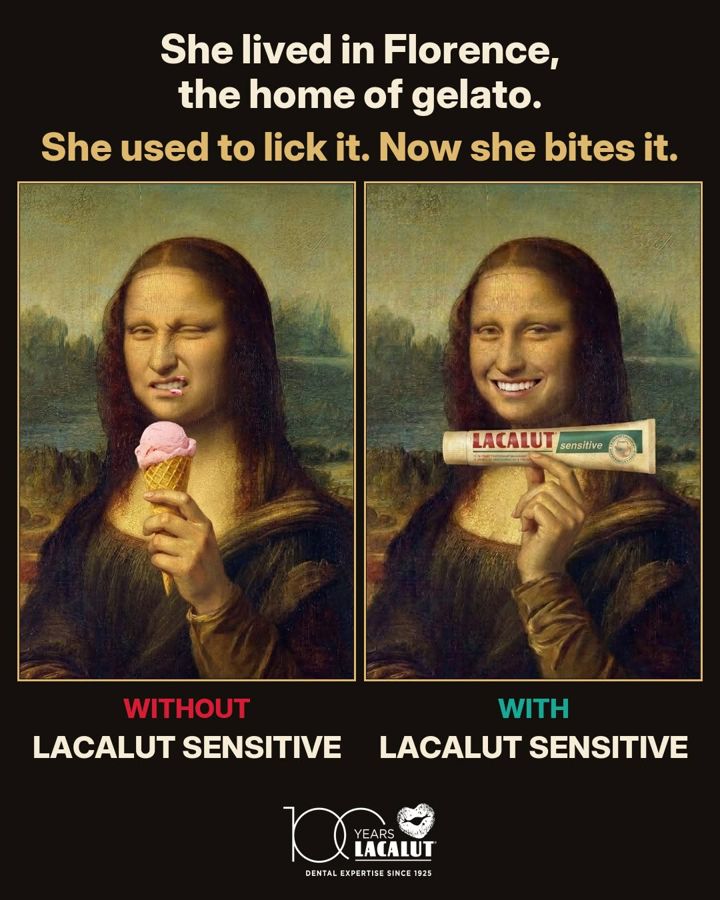 She lived in Florence,
the home of gelato.
She used to lick it. Now she bites it.
LACALUT sensitive
WITHOUT
LACALUT SENSITIVE
WITH
LACALUT SENSITIVE
100 YEARS
LACALUT
DENTAL EXPERTISE SINCE 1925